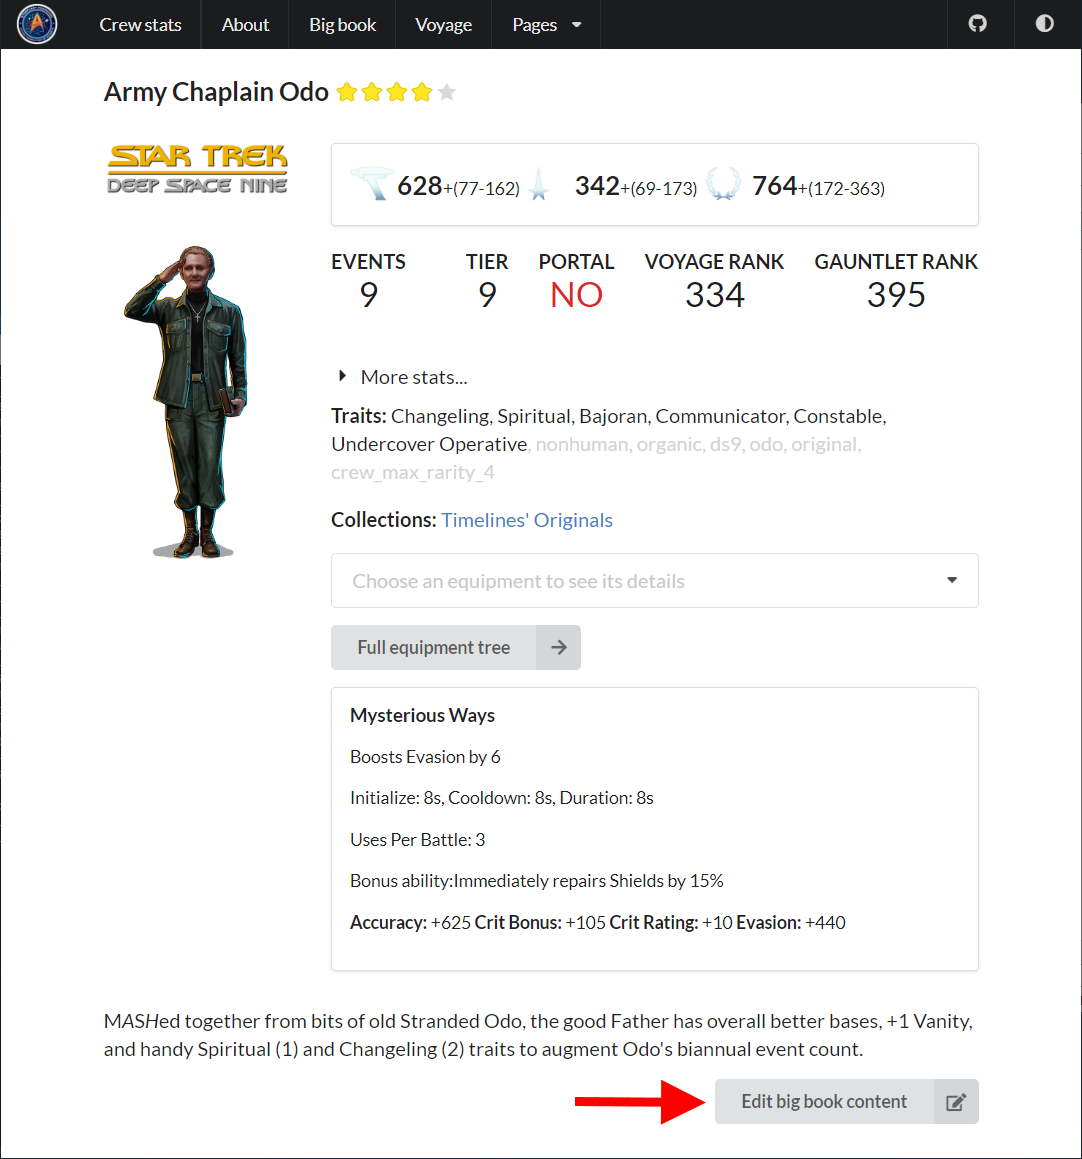 Crew stats About Big book Voyage Pages
Army Chaplain Odo
STAR TREK
DEEP SPACE NINE
628+(77-162) 342+(69-173) 764+(172-363)
EVENTS TIER PORTAL VOYAGE RANK GAUNTLET RANK
9 9 NO 334 395
More stats...
Traits: Changeling, Spiritual, Bajoran, Communicator, Constable,
Undercover Operative, nonhuman, organic, ds9, odo, original,
crew_max_rarity_4
Collections: Timelines' Originals
Choose an equipment to see its details
Full equipment tree
Mysterious Ways
Boosts Evasion by 6
Initialize: 8s, Cooldown: 8s, Duration: 8s
Uses Per Battle: 3
Bonus ability:Immediately repairs Shields by 15%
Accuracy: +625 Crit Bonus: +105 Crit Rating: +10 Evasion: +440
MASHed together from bits of old Stranded Odo, the good Father has overall better bases, +1 Vanity,
and handy Spiritual (1) and Changeling (2) traits to augment Odo's biannual event count.
Edit big book content